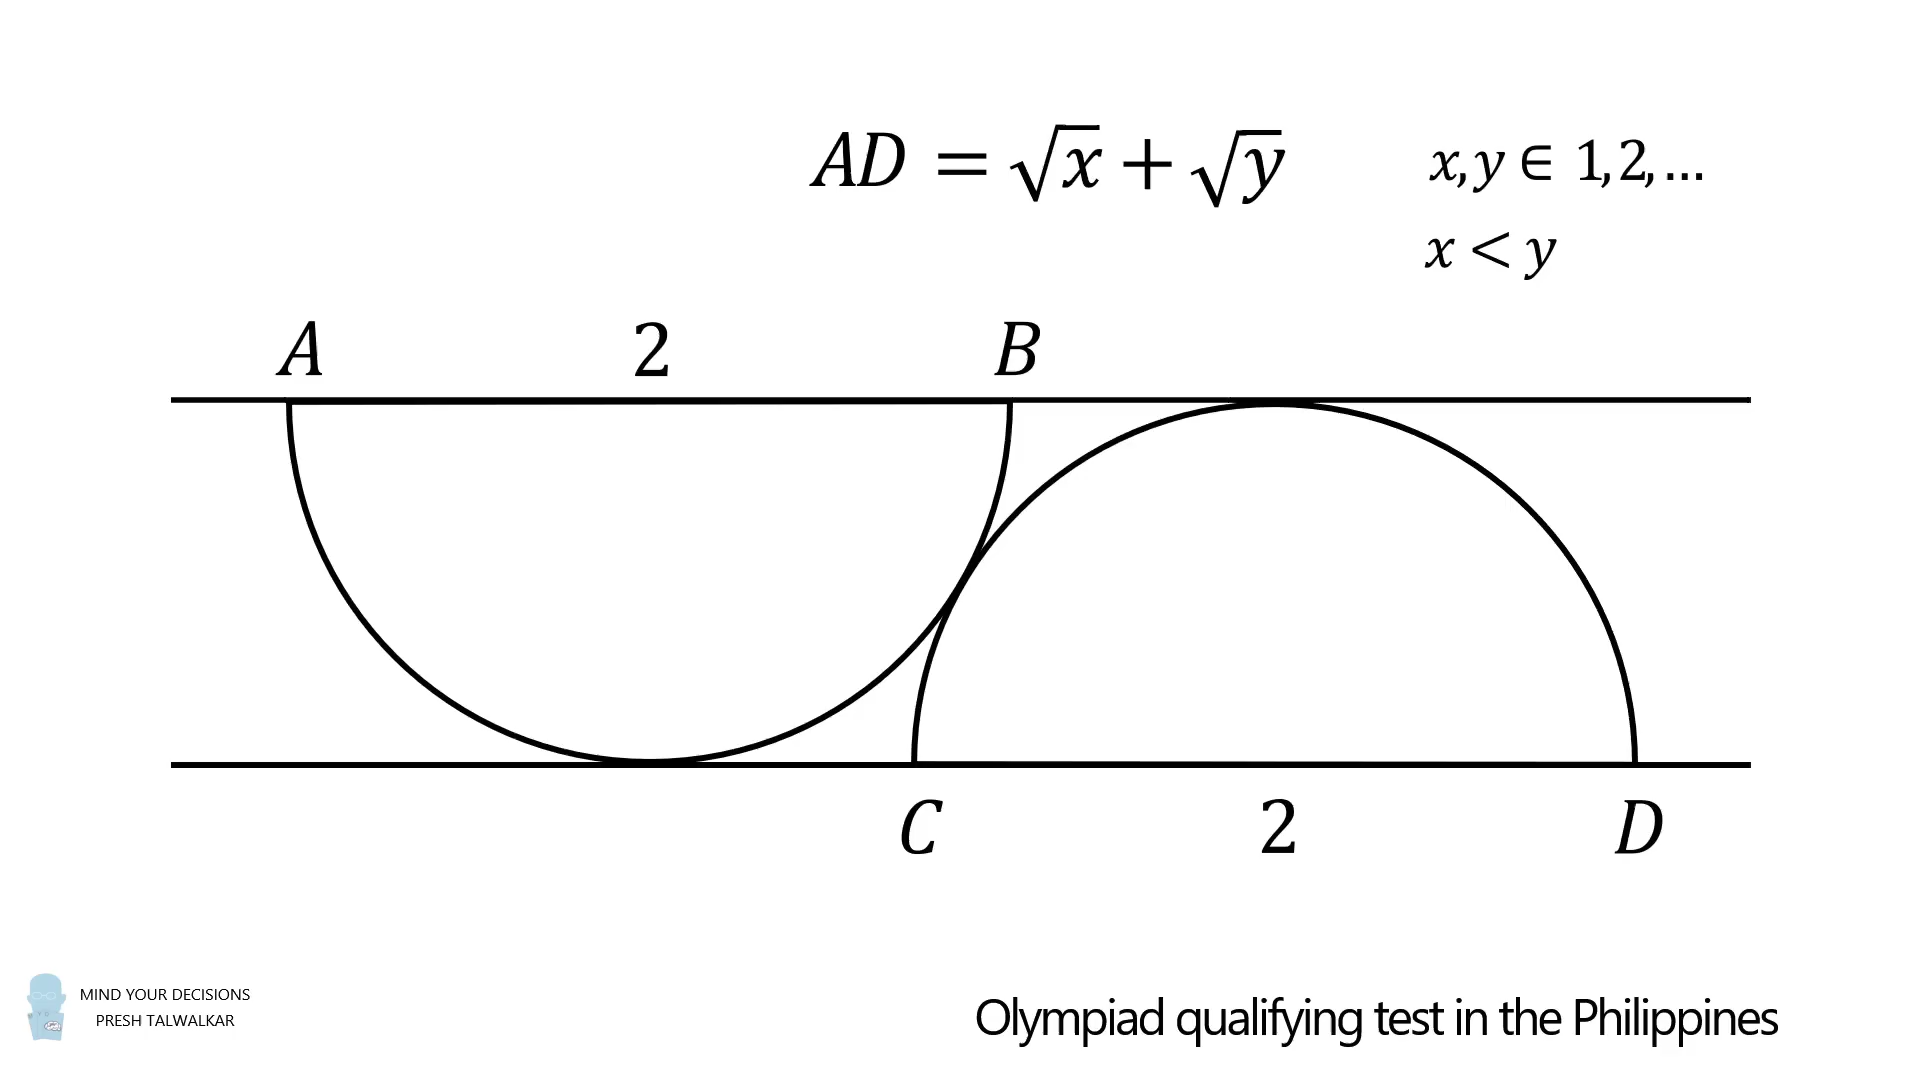 AD = √x + √y
x, y ∈ 1, 2, ...
x < y
A 2 B
C 2 D
MIND YOUR DECISIONS
PRESH TALWALKAR
Olympiad qualifying test in the Philippines